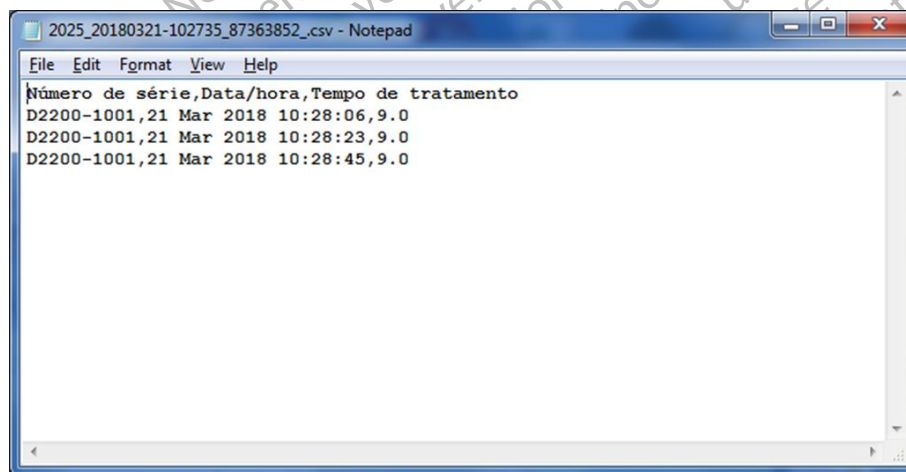 2025_20180321-102735_87363852_.csv - Notepad
File Edit Format View Help
Número de série,Data/hora,Tempo de tratamento
D2200-1001,21 Mar 2018 10:28:06,9.0
D2200-1001,21 Mar 2018 10:28:23,9.0
D2200-1001,21 Mar 2018 10:28:45,9.0